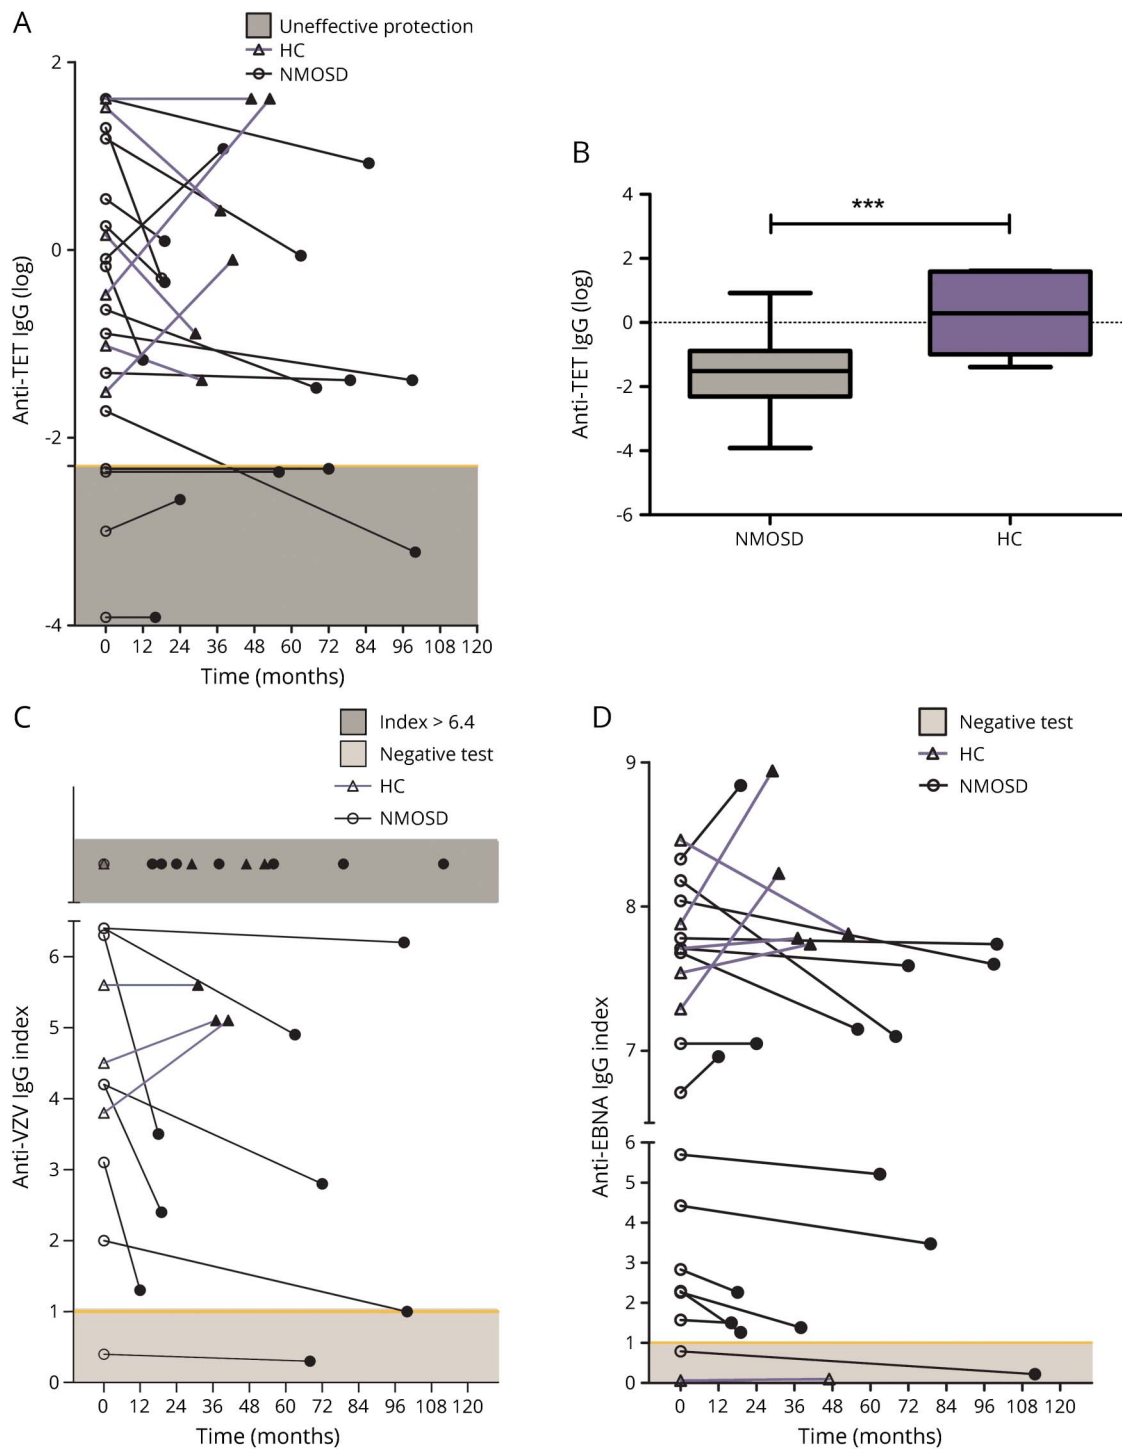 A
Uneffective protection
HC
NMOSD
Anti-TET IgG (log)
2
0
-2
-4
0 12 24 36 48 60 72 84 96 108 120
Time (months)
B
***
Anti-TET IgG (log)
4
2
0
-2
-4
-6
NMOSD HC
C
Index > 6.4
Negative test
HC
NMOSD
Anti-VZV IgG index
6
5
4
3
2
1
0
0 12 24 36 48 60 72 84 96 108 120
Time (months)
D
Negative test
HC
NMOSD
Anti-EBNA IgG index
9
8
7
6
5
4
3
2
1
0
0 12 24 36 48 60 72 84 96 108 120
Time (months)